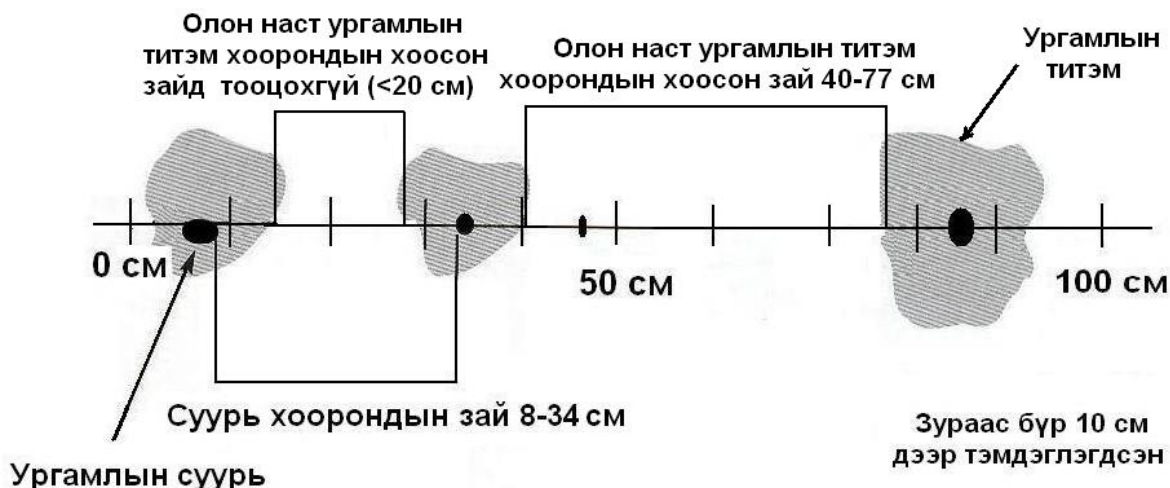 Олон наст ургамлын
титэм хоорондын хоосон
зайд тооцохгүй (<20 см)
Олон наст ургамлын титэм
хоорондын хоосон зай 40-77 см
Ургамлын
титэм
0 см
50 см
100 см
Суурь хоорондын зай 8-34 см
Ургамлын суурь
Зураас бүр 10 см
дээр тэмдэглэгдсэн